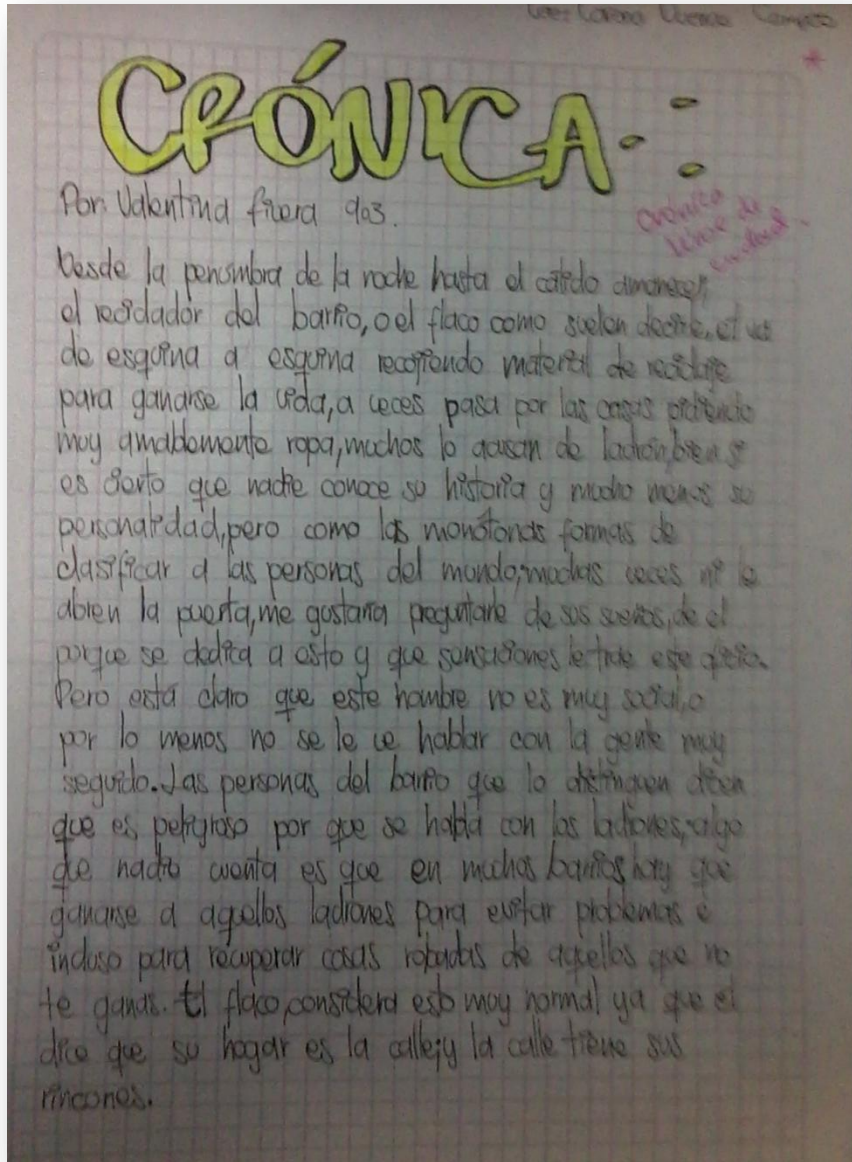 CRÓNICA
Por: Valentina fivera 903.
Crónica
Desde la penumbra de la noche hasta el calido amanecer,
el reciclador del barrio, o el flaco como suelen decirle, el va
de esquina a esquina recogiendo material de reciclaje
para ganarse la vida, a veces pasa por las casas pidiendo
muy amablemente ropa, muchos lo acusan de ladrón, bien si
es cierto que nadie conoce su historia y mucho menos su
personalidad, pero como las monótonas formas de
clasificar a las personas del mundo, muchas veces ni le
abren la puerta, me gustaria preguntarle de sus sueños, de el
porque se dedica a esto y que sensaciones le trae este oficio.
Pero está claro que este hombre no es muy social, o
por lo menos no se le ve hablar con la gente muy
seguido. Las personas del barrio que lo distinguen dicen
que es peligroso por que se habla con los ladrones, algo
que nadie cuenta es que en muchos barrios hay que
ganarse a aquellos ladrones para evitar problemas e
incluso para recuperar cosas robadas de aquellos que no
te ganas. El flaco considera esto muy normal ya que el
dice que su hogar es la calle, y la calle tiene sus
rincones.